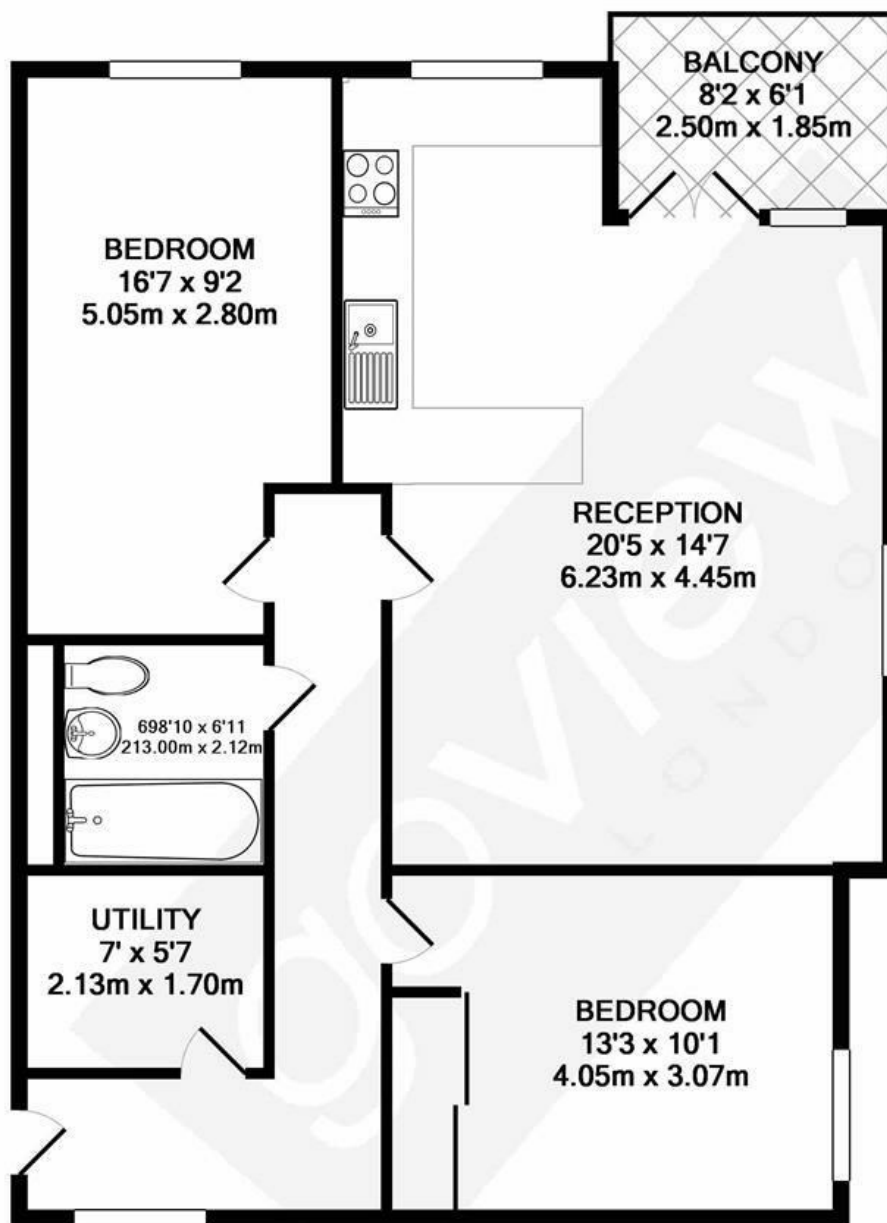 BALCONY
8'2 x 6'1
2.50m x 1.85m
BEDROOM
16'7 x 9'2
5.05m x 2.80m
RECEPTION
20'5 x 14'7
6.23m x 4.45m
698'10 x 6'11
213.00m x 2.12m
UTILITY
7' x 5'7
2.13m x 1.70m
BEDROOM
13'3 x 10'1
4.05m x 3.07m
goview
LONDO